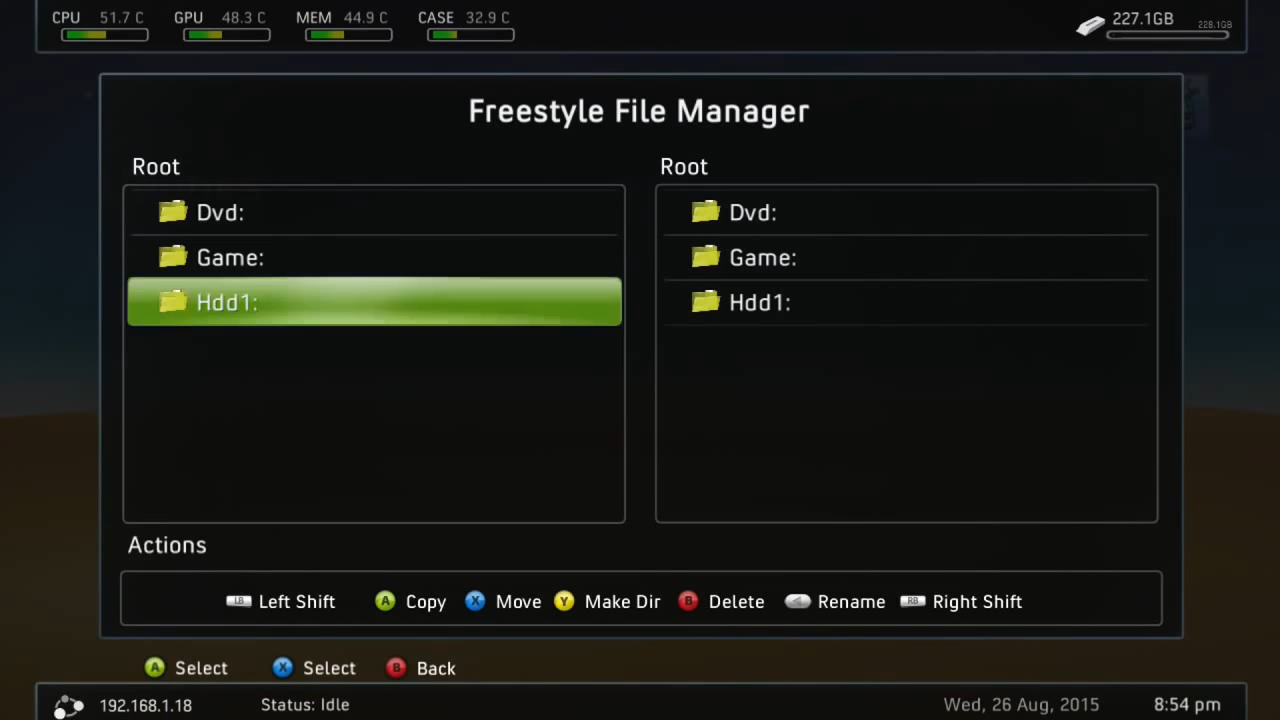 CPU 51.7 C GPU 48.3 C MEM 44.9 C CASE 32.9 C 227.1GB 228.1GB
Freestyle File Manager
Root Root
Dvd: Dvd:
Game: Game:
Hdd1: Hdd1:
Actions
LB Left Shift A Copy X Move Y Make Dir B Delete Rename RB Right Shift
A Select X Select B Back
192.168.1.18 Status: Idle Wed, 26 Aug, 2015 8:54 pm